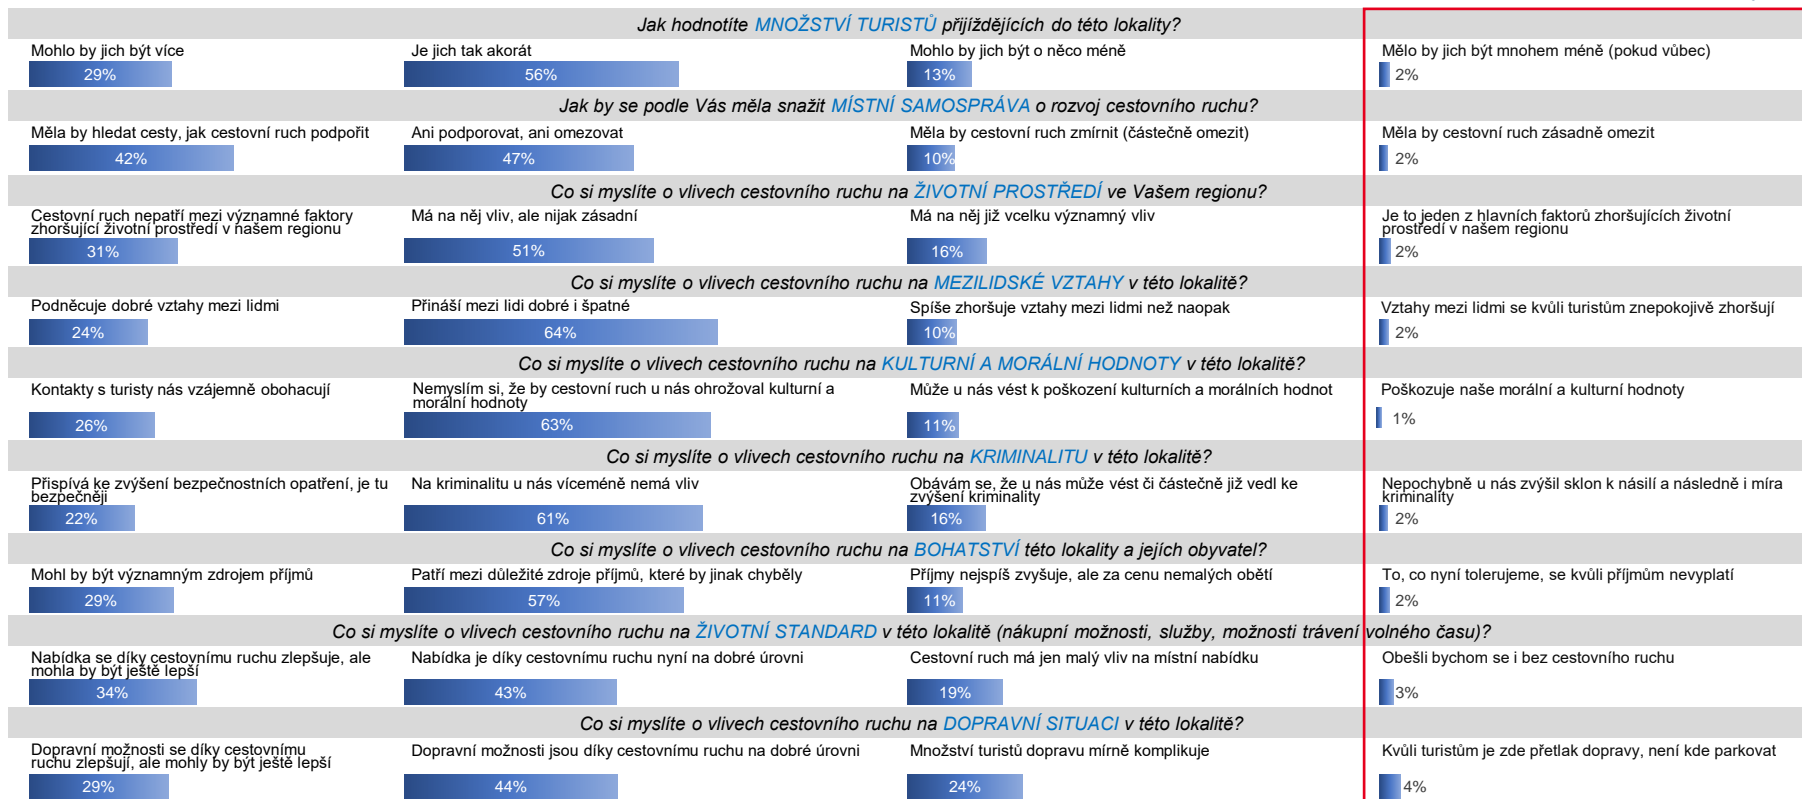 Jak hodnotíte MNOŽSTVÍ TURISTŮ přijíždějících do této lokality?
Mohlo by jich být více
29%
Je jich tak akorát
56%
Mohlo by jich být o něco méně
13%
Mělo by jich být mnohem méně (pokud vůbec)
2%
Jak by se podle Vás měla snažit MÍSTNÍ SAMOSPRÁVA o rozvoj cestovního ruchu?
Měla by hledat cesty, jak cestovní ruch podpořit
42%
Ani podporovat, ani omezovat
47%
Měla by cestovní ruch zmírnit (částečně omezit)
10%
Měla by cestovní ruch zásadně omezit
2%
Co si myslíte o vlivech cestovního ruchu na ŽIVOTNÍ PROSTŘEDÍ ve Vašem regionu?
Cestovní ruch nepatří mezi významné faktory
zhoršující životní prostředí v našem regionu
31%
Má na něj vliv, ale nijak zásadní
51%
Má na něj již vcelku významný vliv
16%
Je to jeden z hlavních faktorů zhoršujících životní
prostředí v našem regionu
2%
Co si myslíte o vlivech cestovního ruchu na MEZILIDSKÉ VZTAHY v této lokalitě?
Podněcuje dobré vztahy mezi lidmi
24%
Přináší mezi lidi dobré i špatné
64%
Spíše zhoršuje vztahy mezi lidmi než naopak
10%
Vztahy mezi lidmi se kvůli turistům znepokojivě zhoršují
2%
Co si myslíte o vlivech cestovního ruchu na KULTURNÍ A MORÁLNÍ HODNOTY v této lokalitě?
Kontakty s turisty nás vzájemně obohacují
26%
Nemyslím si, že by cestovní ruch u nás ohrožoval kulturní a
morální hodnoty
63%
Může u nás vést k poškození kulturních a morálních hodnot
11%
Poškozuje naše morální a kulturní hodnoty
1%
Co si myslíte o vlivech cestovního ruchu na KRIMINALITU v této lokalitě?
Přispívá ke zvýšení bezpečnostních opatření, je tu
bezpečněji
22%
Na kriminalitu u nás víceméně nemá vliv
61%
Obávám se, že u nás může vést či částečně již vedl ke
zvýšení kriminality
16%
Nepochybně u nás zvýšil sklon k násilí a následně i míra
kriminality
2%
Co si myslíte o vlivech cestovního ruchu na BOHATSTVÍ této lokality a jejích obyvatel?
Mohl by být významným zdrojem příjmů
29%
Patří mezi důležité zdroje příjmů, které by jinak chyběly
57%
Příjmy nejspíš zvyšuje, ale za cenu nemalých obětí
11%
To, co nyní tolerujeme, se kvůli příjmům nevyplatí
2%
Co si myslíte o vlivech cestovního ruchu na ŽIVOTNÍ STANDARD v této lokalitě (nákupní možnosti, služby, možnosti trávení volného času)?
Nabídka se díky cestovnímu ruchu zlepšuje, ale
mohla by být ještě lepší
34%
Nabídka je díky cestovnímu ruchu nyní na dobré úrovni
43%
Cestovní ruch má jen malý vliv na místní nabídku
19%
Obešli bychom se i bez cestovního ruchu
3%
Co si myslíte o vlivech cestovního ruchu na DOPRAVNÍ SITUACI v této lokalitě?
Dopravní možnosti se díky cestovnímu
ruchu zlepšují, ale mohly by být ještě lepší
29%
Dopravní možnosti jsou díky cestovnímu ruchu na dobré úrovni
44%
Množství turistů dopravu mírně komplikuje
24%
Kvůli turistům je zde přetlak dopravy, není kde parkovat
4%